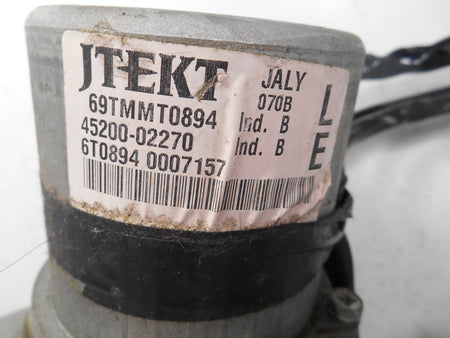 JTEKT JALY
69TMMT0894 070B L
45200-02270 Ind. B
6T0894 0007157 Ind. B E